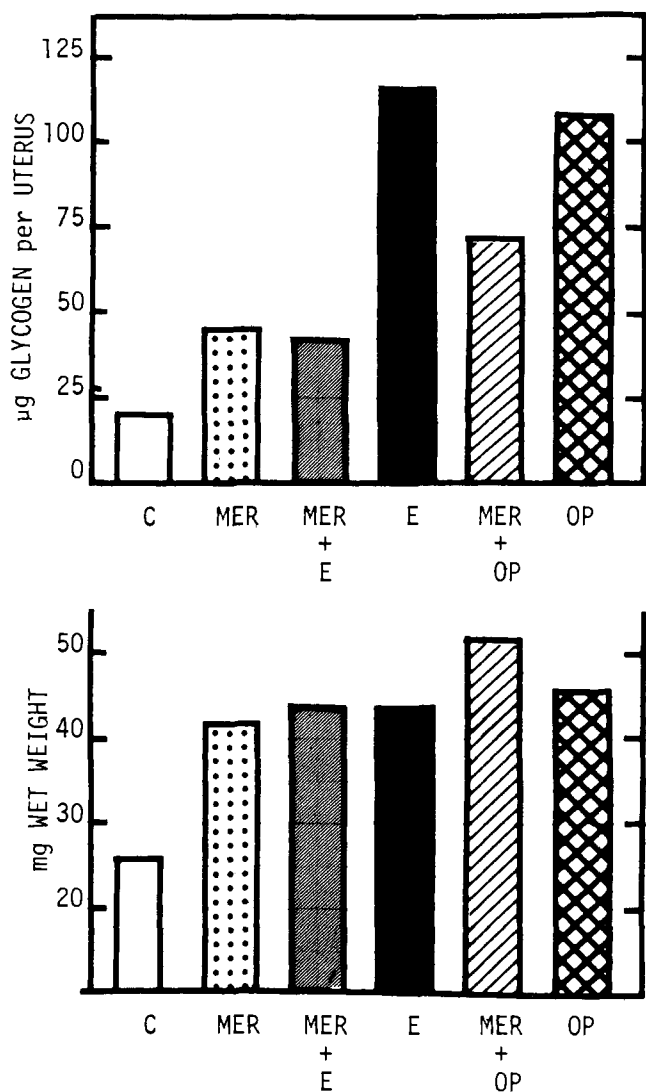 125
100
75
50
25
0
µg GLYCOGEN per UTERUS
C MER MER E MER OP
+ +
E OP
50
40
30
20
mg WET WEIGHT
C MER MER E MER OP
+ +
E OP